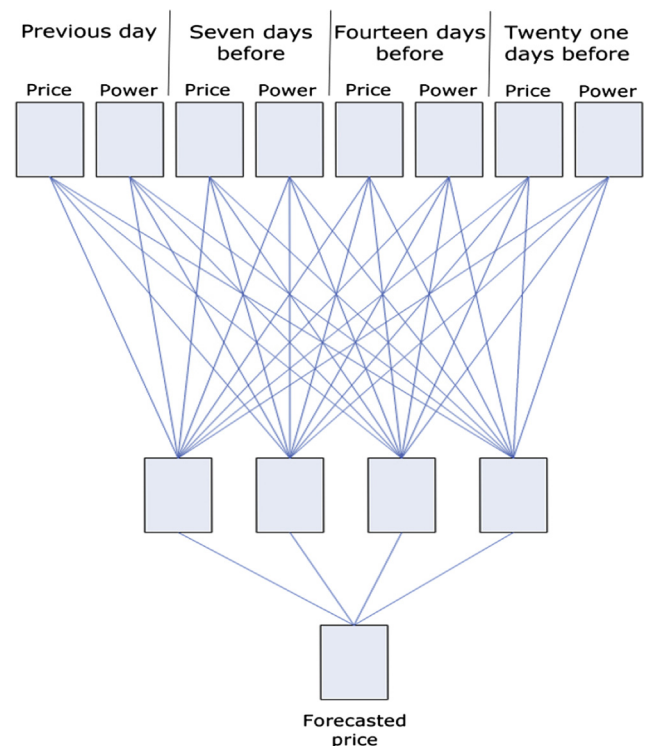 Previous day
Seven days
before
Fourteen days
before
Twenty one
days before
Price Power Price Power Price Power Price Power
Forecasted
price